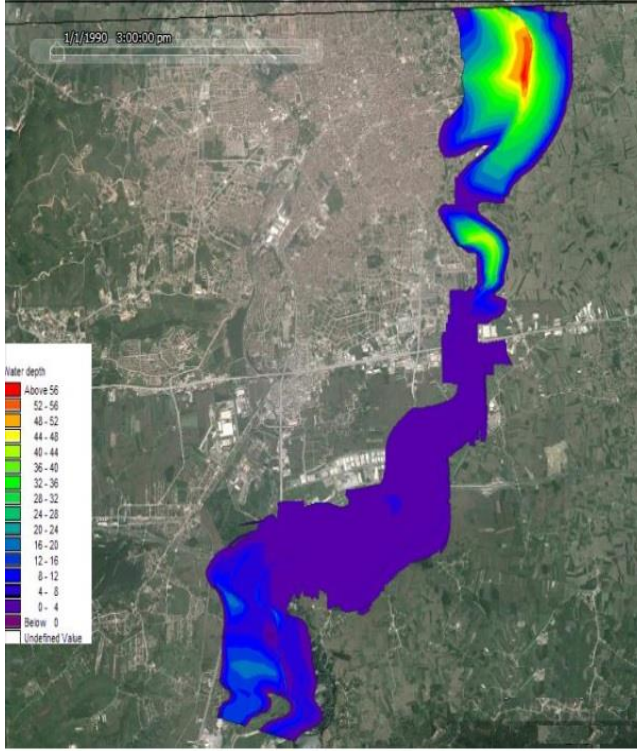 1/1/1990 3:00:00 pm
Water depth
Above 56
52 - 56
48 - 52
44 - 48
40 - 44
36 - 40
32 - 36
28 - 32
24 - 28
20 - 24
16 - 20
12 - 16
8 - 12
4 - 8
0 - 4
Below 0
Undefined Value